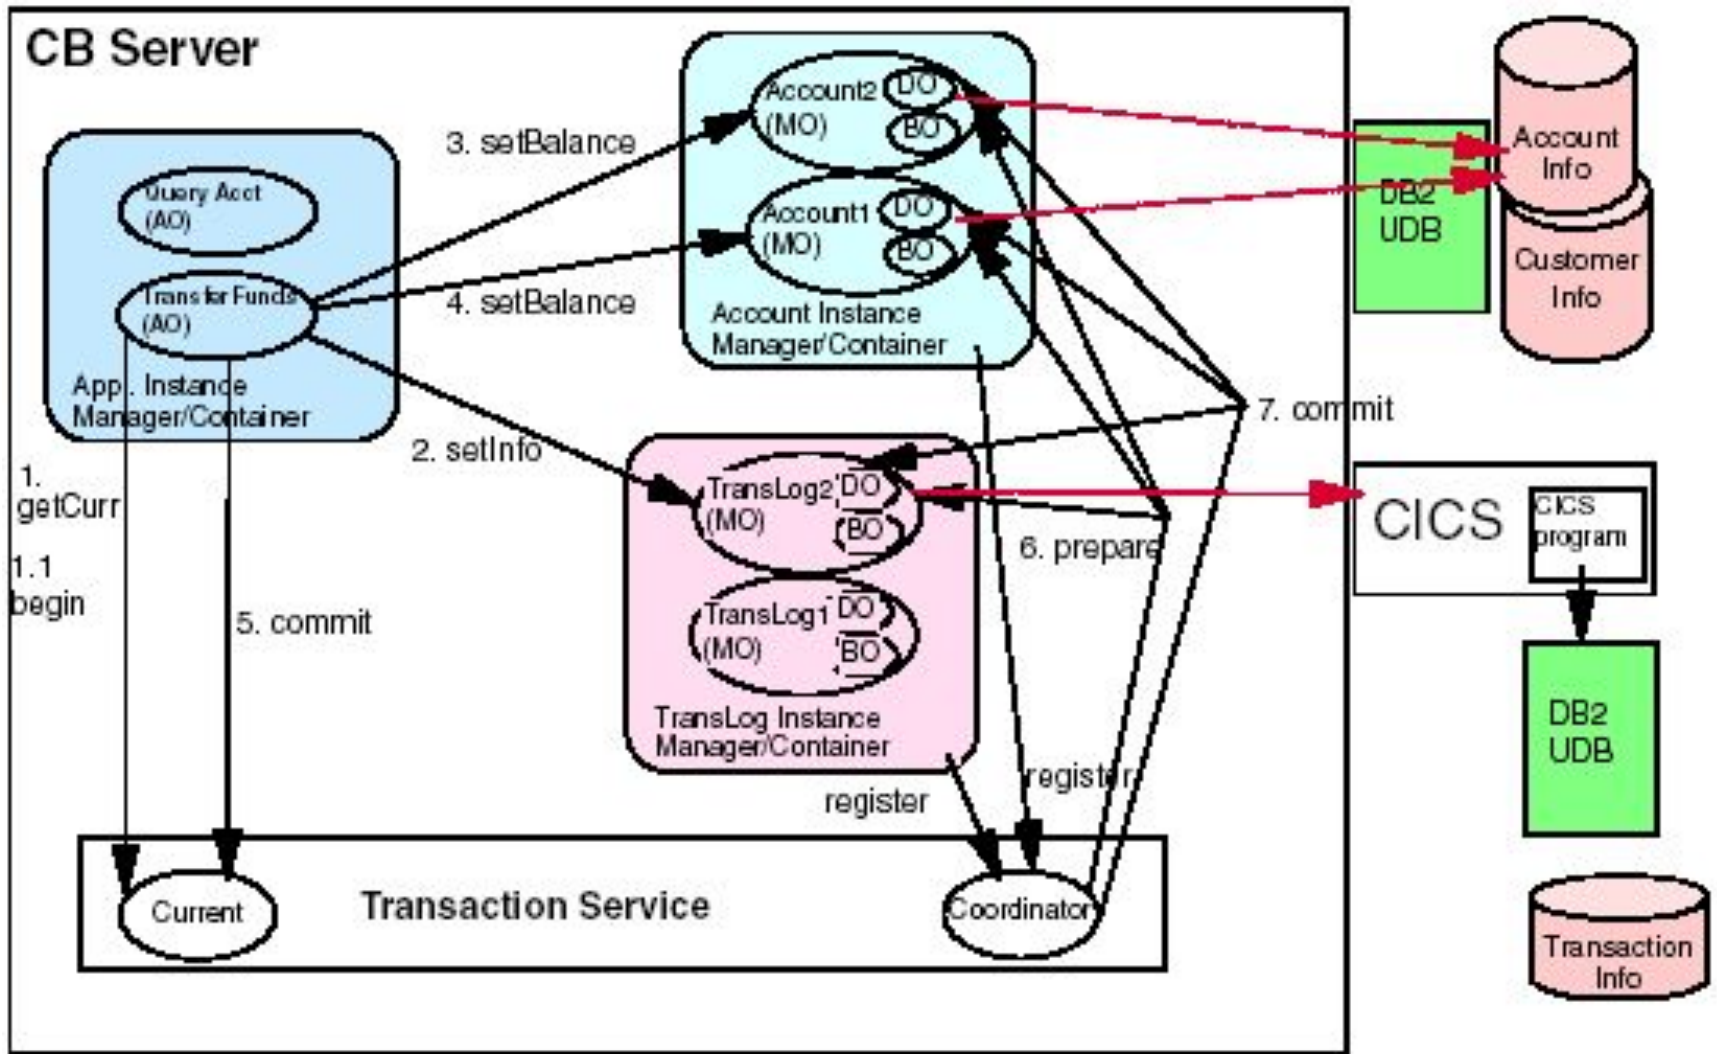 CB Server
Query Acct
(AO)
Transfer Funds
(AO)
App. Instance
Manager/Container
3. setBalance
4. setBalance
2. setInfo
Account2
(MO)
DO
BO
Account1
(MO)
DO
BO
Account Instance
Manager/Container
TransLog2
(MO)
DO
BO
TransLog1
(MO)
DO
BO
TransLog Instance
Manager/Container
1.
getCurr
1.1
begin
5. commit
6. prepare
7. commit
register
register
Current
Transaction Service
Coordinator
DB2
UDB
Account
Info
Customer
Info
CICS
CICS
program
DB2
UDB
Transaction
Info